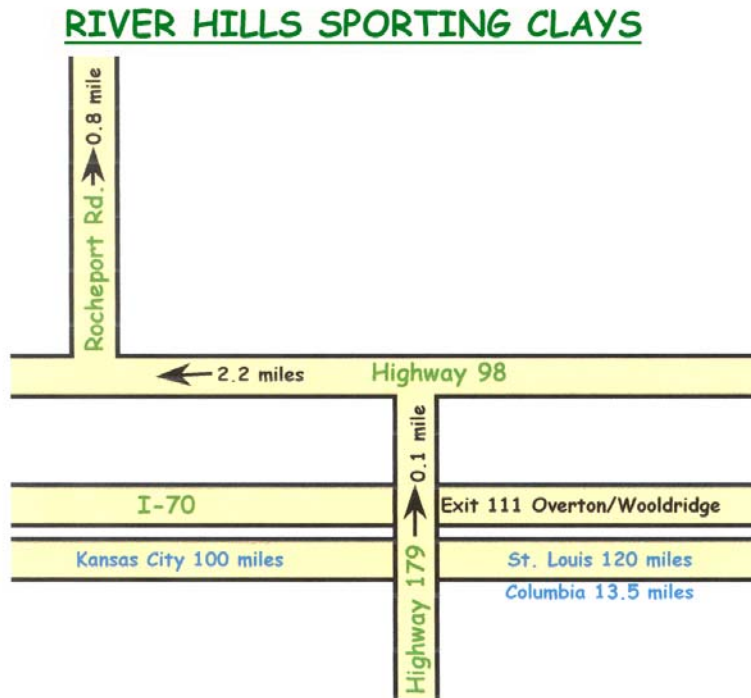 RIVER HILLS SPORTING CLAYS
Rocheport Rd. 0.8 mile
2.2 miles
Highway 98
Highway 179 0.1 mile
I-70
Exit 111 Overton/Wooldridge
Kansas City 100 miles
St. Louis 120 miles
Columbia 13.5 miles